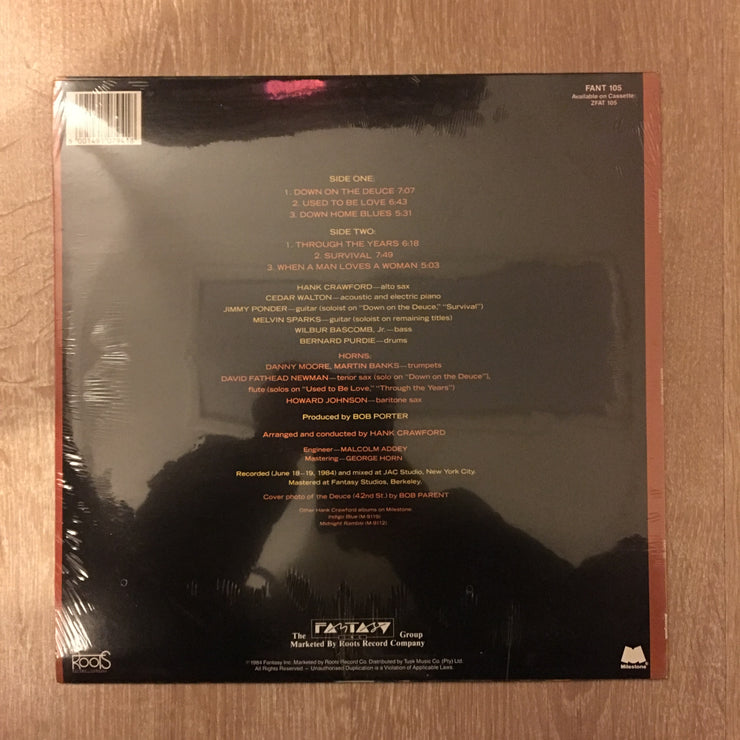 FANT 105
Available on Cassette:
ZFAT 105
SIDE ONE:
1. DOWN ON THE DEUCE 7:07
2. USED TO BE LOVE 6:43
3. DOWN HOME BLUES 5:31
SIDE TWO:
1. THROUGH THE YEARS 6:18
2. SURVIVAL 7:49
3. WHEN A MAN LOVES A WOMAN 5:03
HANK CRAWFORD—alto sax
CEDAR WALTON—acoustic and electric piano
JIMMY PONDER—guitar (soloist on "Down on the Deuce," "Survival")
MELVIN SPARKS—guitar (soloist on remaining titles)
WILBUR BASCOMB, Jr.—bass
BERNARD PURDIE—drums
HORNS:
DANNY MOORE, MARTIN BANKS—trumpets
DAVID FATHEAD NEWMAN—tenor sax (solo on "Down on the Deuce"),
flute (solos on "Used to Be Love," "Through the Years")
HOWARD JOHNSON—baritone sax
Produced by BOB PORTER
Arranged and conducted by HANK CRAWFORD
Engineer—MALCOLM ADDEY
Mastering—GEORGE HORN
Recorded (June 18-19, 1984) and mixed at JAC Studio, New York City.
Mastered at Fantasy Studios, Berkeley.
Cover photo of the Deuce (42nd St.) by BOB PARENT
Other Hank Crawford albums on Milestone:
Indigo Blue (M-9119)
Midnight Ramble (M-9112)
The FANTASY Group
Marketed By Roots Record Company
ROOTS
© 1984 Fantasy Inc. Marketed by Roots Record Co. Distributed by Tusk Music Co. (Pty) Ltd.
All Rights Reserved – Unauthorised Duplication is a Violation of Applicable Laws.
Milestone